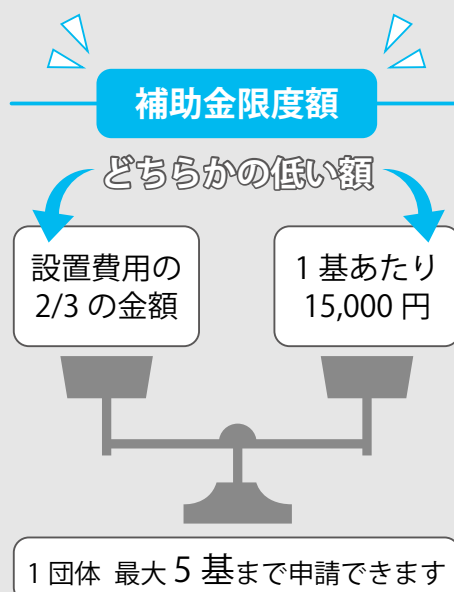 補助金限度額
どちらかの低い額
設置費用の
2/3 の金額
1 基あたり
15,000 円
1 団体 最大 5 基まで申請できます